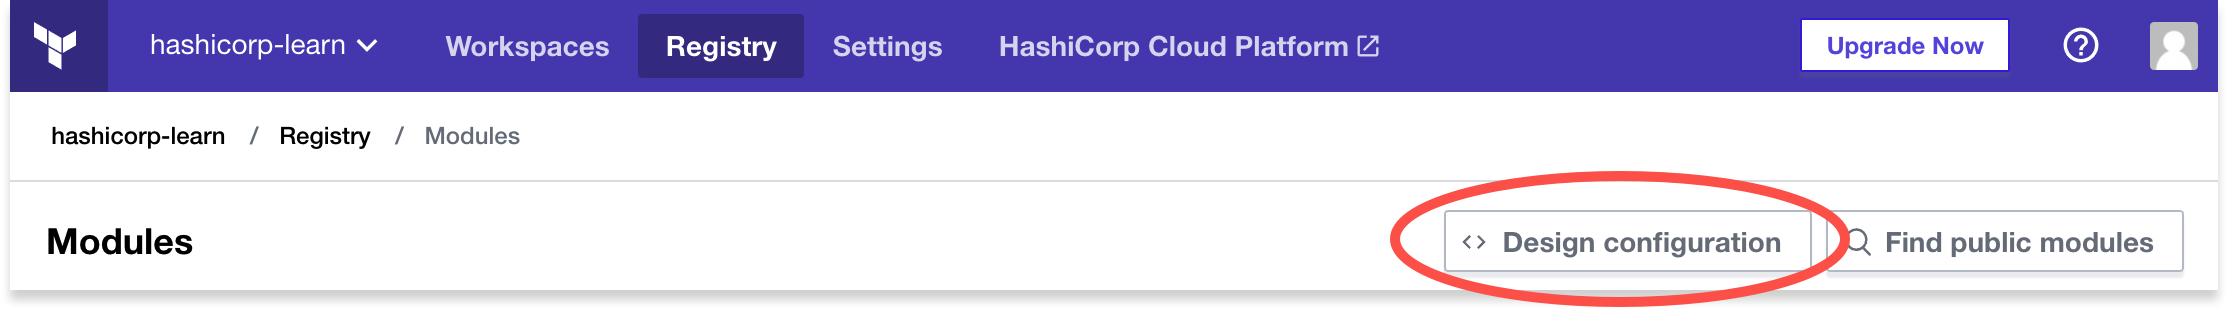 hashicorp-learn Workspaces Registry Settings HashiCorp Cloud Platform Upgrade Now
hashicorp-learn / Registry / Modules
Modules <> Design configuration Find public modules